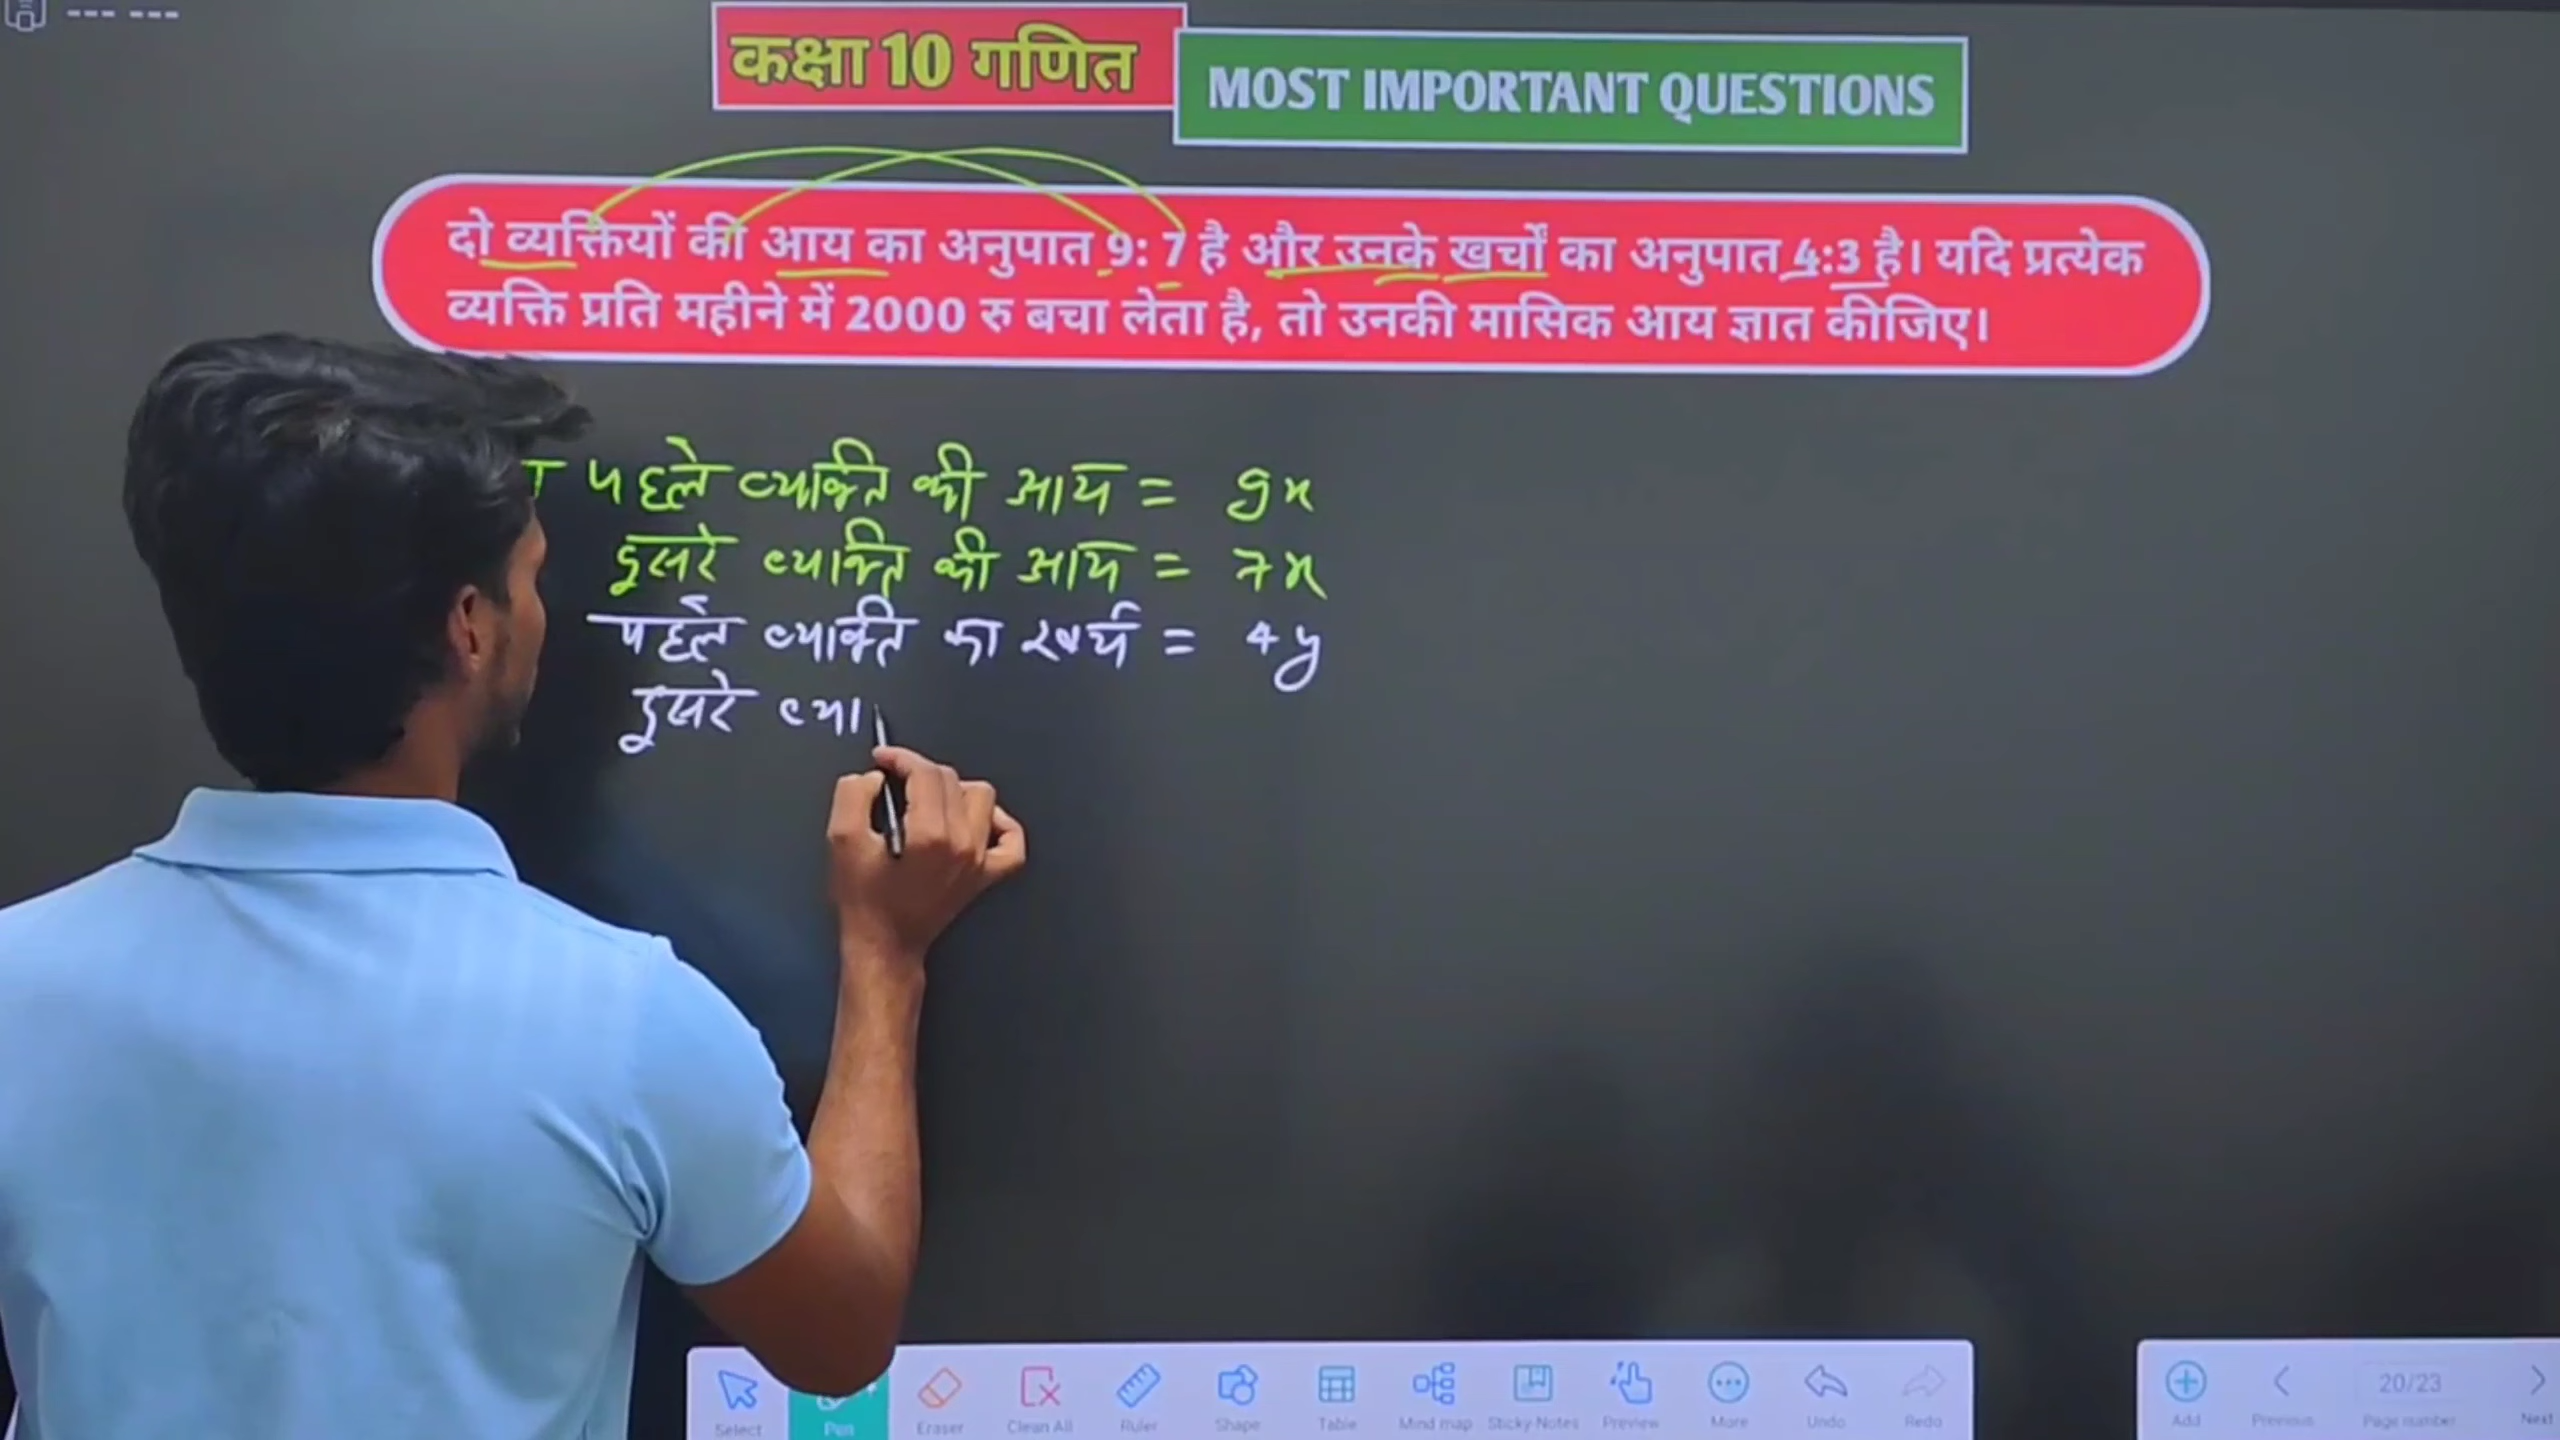 कक्षा 10 गणित
MOST IMPORTANT QUESTIONS
दो व्यक्तियों की आय का अनुपात 9: 7 है और उनके खर्चों का अनुपात 4:3 है। यदि प्रत्येक
व्यक्ति प्रति महीने में 2000 रु बचा लेता है, तो उनकी मासिक आय ज्ञात कीजिए।
पहले व्यक्ति की आय = 9x
दूसरे व्यक्ति की आय = 7x
पहले व्यक्ति का खर्च = 4y
दूसरे व्या
Select Pen Eraser Clean All Ruler Shape Table Mind map Sticky Notes Preview More Undo Redo
20/23
Add Previous Page number Next